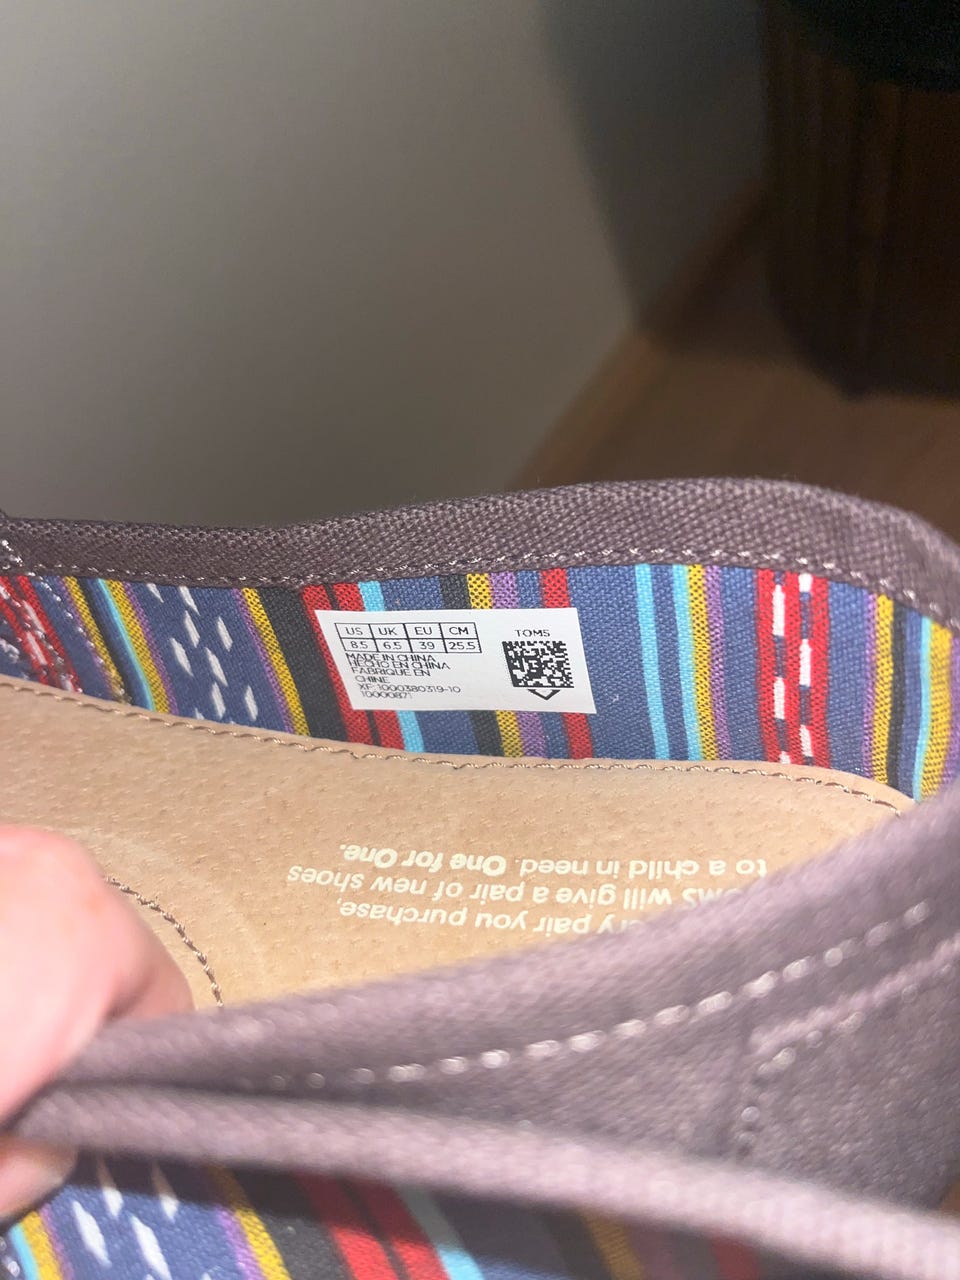 US UK EU CM
8.5 6.5 39 25.5
MADE IN CHINA
HECHO EN CHINA
FABRIQUE EN
CHINE
XF: 1000380319-10
10000871
TOMS
pair you purchase,
will give a pair of new shoes
to a child in need. One for One.